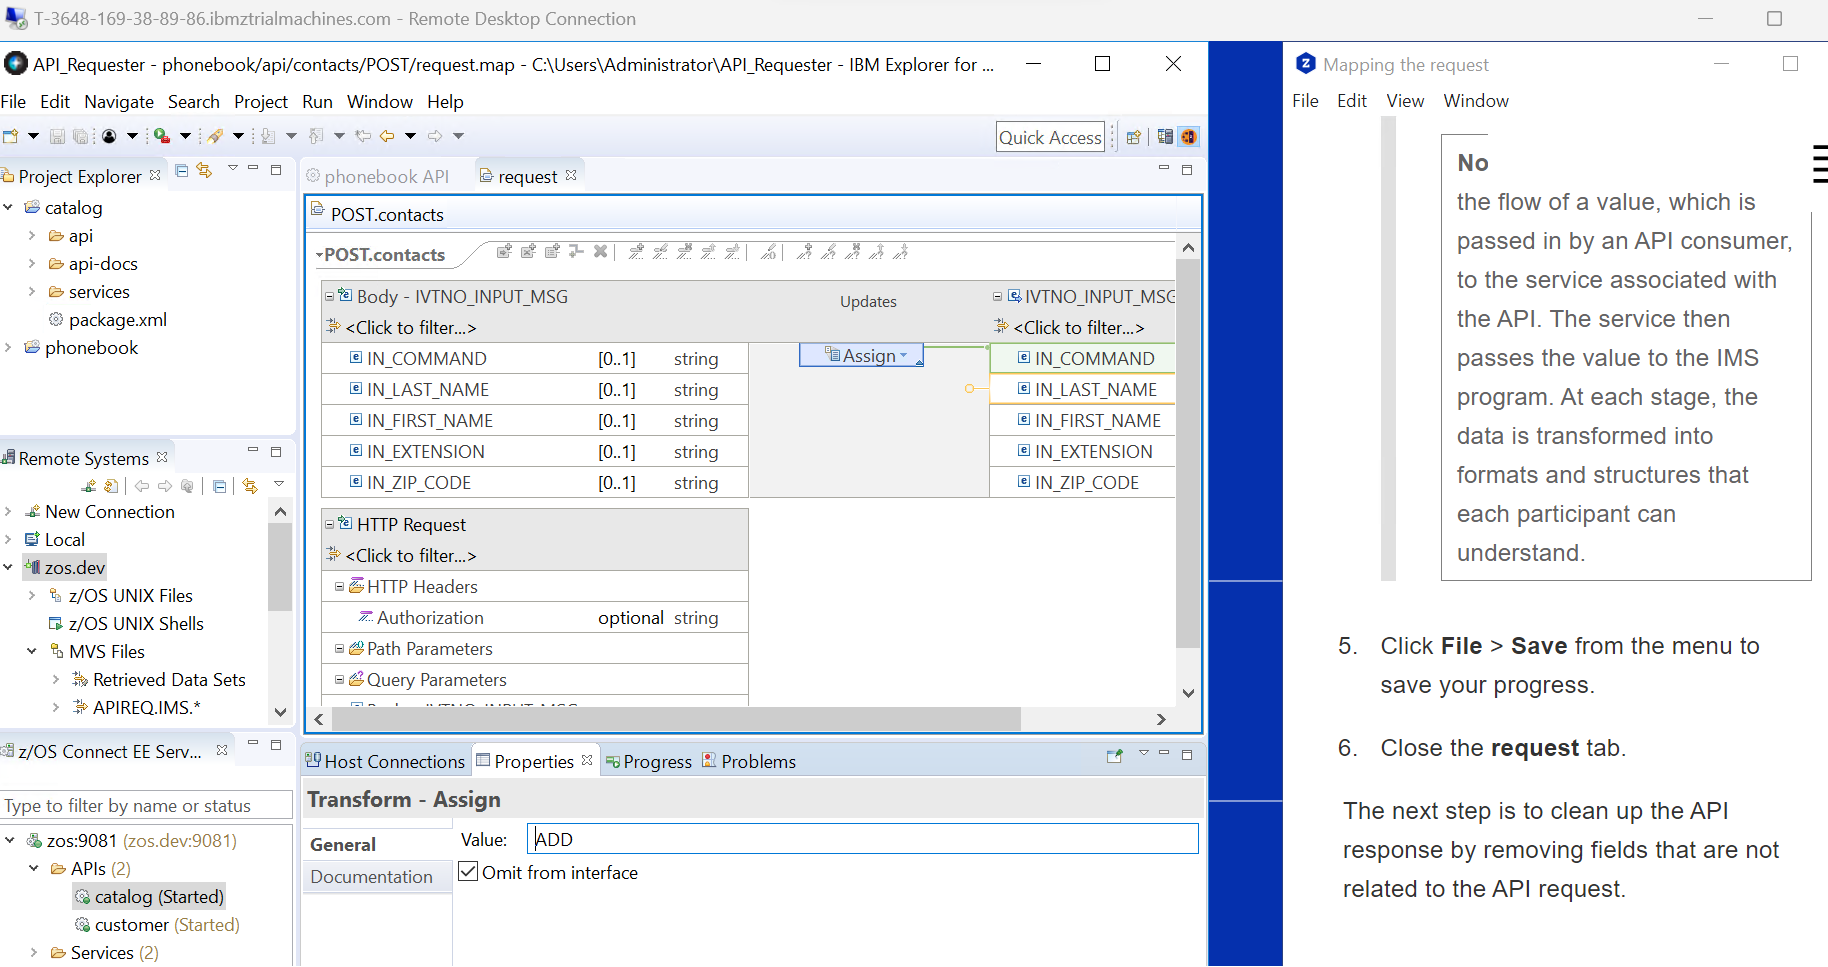 T-3648-169-38-89-86.ibmztrialmachines.com - Remote Desktop Connection
API_Requester - phonebook/api/contacts/POST/request.map - C:\Users\Administrator\API_Requester - IBM Explorer for ...
File Edit Navigate Search Project Run Window Help
Quick Access
Project Explorer
catalog
api
api-docs
services
package.xml
phonebook
Remote Systems
New Connection
Local
zos.dev
z/OS UNIX Files
z/OS UNIX Shells
MVS Files
Retrieved Data Sets
APIREQ.IMS.*
z/OS Connect EE Serv...
Type to filter by name or status
zos:9081 (zos.dev:9081)
APIs (2)
catalog (Started)
customer (Started)
Services (2)
phonebook API
request
POST.contacts
POST.contacts
Body - IVTNO_INPUT_MSG
<Click to filter...>
IN_COMMAND [0..1] string
IN_LAST_NAME [0..1] string
IN_FIRST_NAME [0..1] string
IN_EXTENSION [0..1] string
IN_ZIP_CODE [0..1] string
Updates
Assign
IVTNO_INPUT_MSG
<Click to filter...>
IN_COMMAND
IN_LAST_NAME
IN_FIRST_NAME
IN_EXTENSION
IN_ZIP_CODE
HTTP Request
<Click to filter...>
HTTP Headers
Authorization optional string
Path Parameters
Query Parameters
Host Connections
Properties
Progress
Problems
Transform - Assign
General
Documentation
Value: ADD
Omit from interface
Mapping the request
File Edit View Window
No
the flow of a value, which is
passed in by an API consumer,
to the service associated with
the API. The service then
passes the value to the IMS
program. At each stage, the
data is transformed into
formats and structures that
each participant can
understand.
5. Click File > Save from the menu to
save your progress.
6. Close the request tab.
The next step is to clean up the API
response by removing fields that are not
related to the API request.